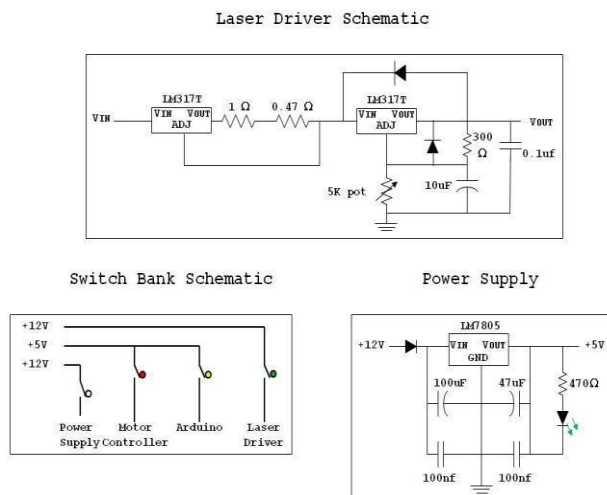 Laser Driver Schematic
LM317T
LM317T
1 Ω
0.47 Ω
VIN
VIN VOUT
ADJ
VIN VOUT
ADJ
VOUT
300
Ω
0.1uf
5K pot
10uF
Switch Bank Schematic
+12V
+5V
+12V
Power
Supply
Motor
Controller
Arduino
Laser
Driver
Power Supply
LM7805
+12V
VIN VOUT
GND
+5V
100uF
47uF
470Ω
100nf
100nf